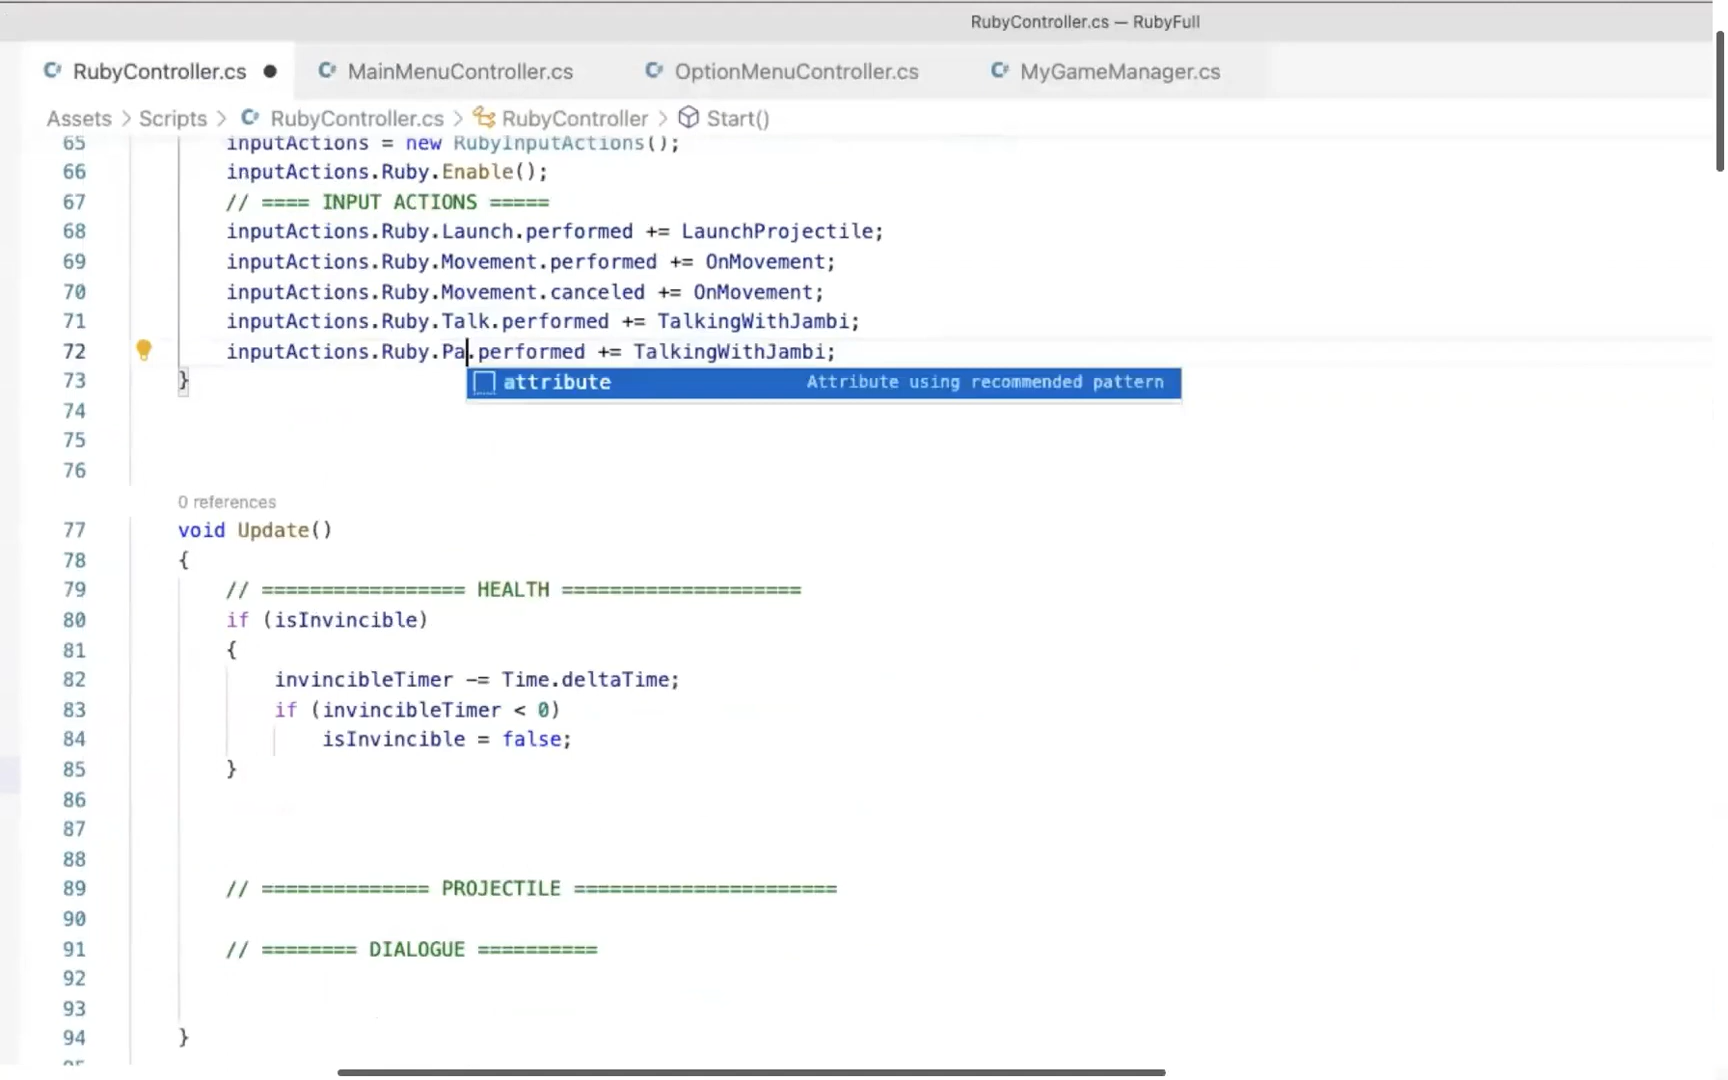 RubyController.cs — RubyFull
RubyController.cs MainMenuController.cs OptionMenuController.cs MyGameManager.cs
Assets > Scripts > RubyController.cs > RubyController > Start()
65 inputActions = new RubyInputActions();
66 inputActions.Ruby.Enable();
67 // ==== INPUT ACTIONS =====
68 inputActions.Ruby.Launch.performed += LaunchProjectile;
69 inputActions.Ruby.Movement.performed += OnMovement;
70 inputActions.Ruby.Movement.canceled += OnMovement;
71 inputActions.Ruby.Talk.performed += TalkingWithJambi;
72 inputActions.Ruby.Pa.performed += TalkingWithJambi;
73 }
attribute Attribute using recommended pattern
74
75
76
0 references
77 void Update()
78 {
79 // ================= HEALTH ====================
80 if (isInvincible)
81 {
82 invincibleTimer -= Time.deltaTime;
83 if (invincibleTimer < 0)
84 isInvincible = false;
85 }
86
87
88
89 // ============== PROJECTILE ======================
90
91 // ======== DIALOGUE ==========
92
93
94 }